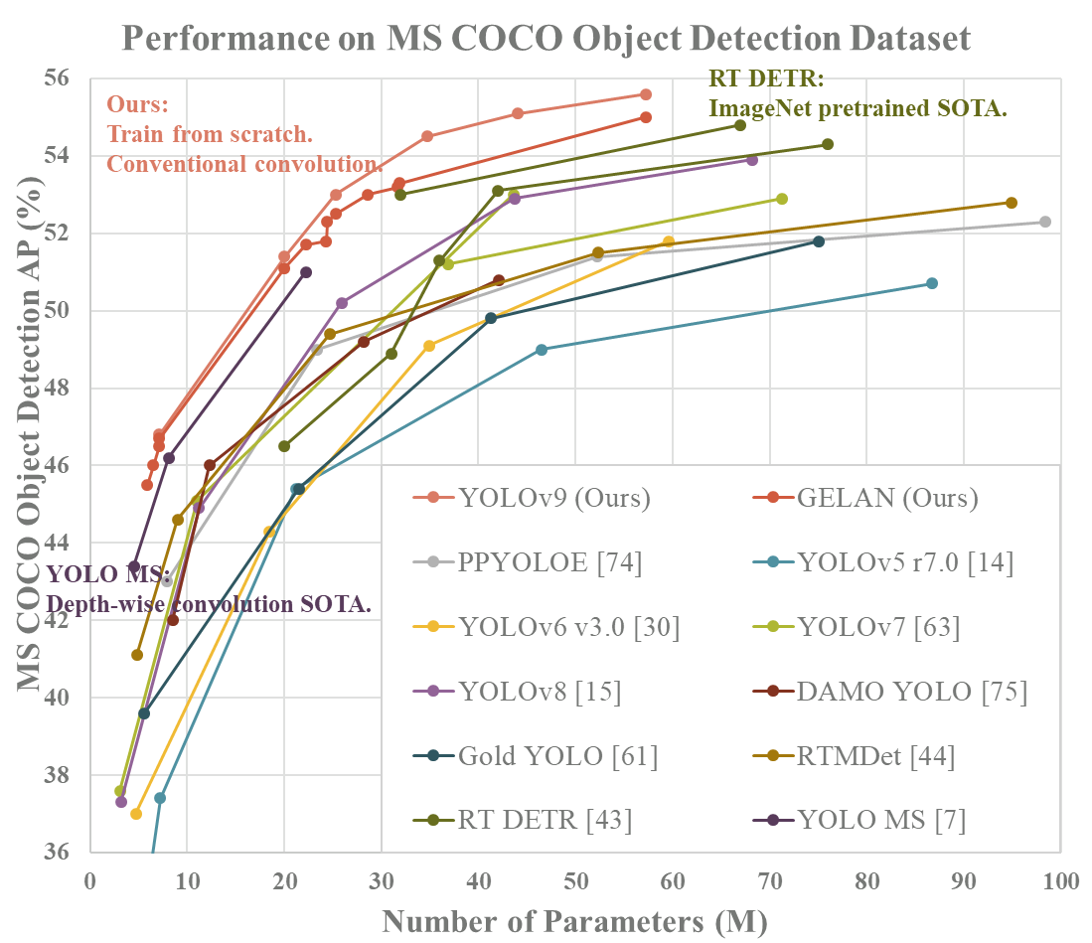 Performance on MS COCO Object Detection Dataset
MS COCO Object Detection AP (%)
56
54
52
50
48
46
44
42
40
38
36
Ours:
Train from scratch.
Conventional convolution.
RT DETR:
ImageNet pretrained SOTA.
YOLO MS:
Depth-wise convolution SOTA.
YOLOv9 (Ours)
GELAN (Ours)
PPYOLOE [74]
YOLOv5 r7.0 [14]
YOLOv6 v3.0 [30]
YOLOv7 [63]
YOLOv8 [15]
DAMO YOLO [75]
Gold YOLO [61]
RTMDet [44]
RT DETR [43]
YOLO MS [7]
0 10 20 30 40 50 60 70 80 90 100
Number of Parameters (M)